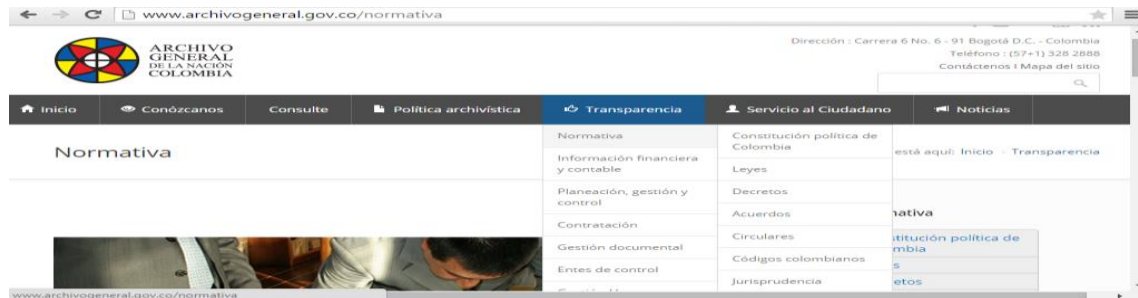 www.archivogeneral.gov.co/normativa
ARCHIVO
GENERAL
DE LA NACIÓN
COLOMBIA
Dirección : Carrera 6 No. 6 - 91 Bogotá D.C. - Colombia
Teléfono : (57+1) 328 2888
Contáctenos I Mapa del sitio
Inicio Conózcanos Consulte Política archivística Transparencia Servicio al Ciudadano Noticias
Normativa
está aquí: Inicio Transparencia
Normativa
Información financiera
y contable
Planeación, gestión y
control
Contratación
Gestión documental
Entes de control
Constitución política de
Colombia
Leyes
Decretos
Acuerdos
Circulares
Códigos colombianos
Jurisprudencia
nativa
titución política de
mbia
s
etos
www.archivogeneral.gov.co/normativa